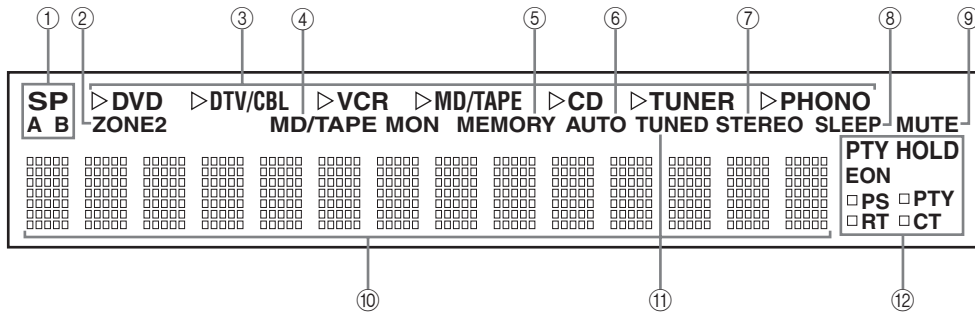 ① ② ③ ④ ⑤ ⑥ ⑦ ⑧ ⑨
SP ▷DVD ▷DTV/CBL ▷VCR ▷MD/TAPE ▷CD ▷TUNER ▷PHONO
A B ZONE2 MD/TAPE MON MEMORY AUTO TUNED STEREO SLEEP MUTE
PTY HOLD
EON
PS PTY
RT CT
⑩ ⑪ ⑫